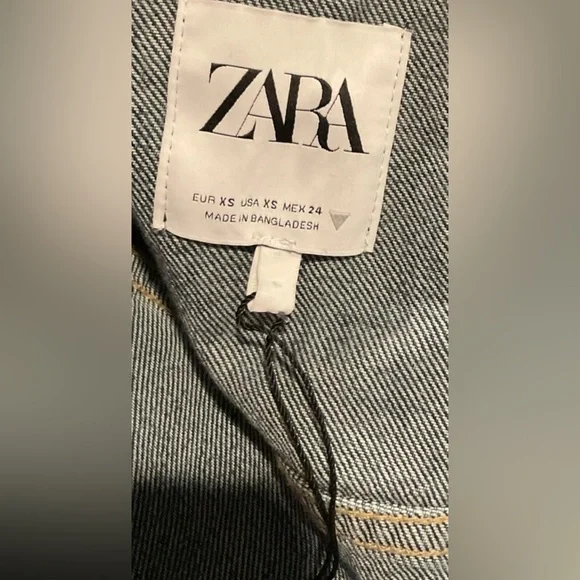 ZARA
EUR XS USA XS MEX 24
MADE IN BANGLADESH